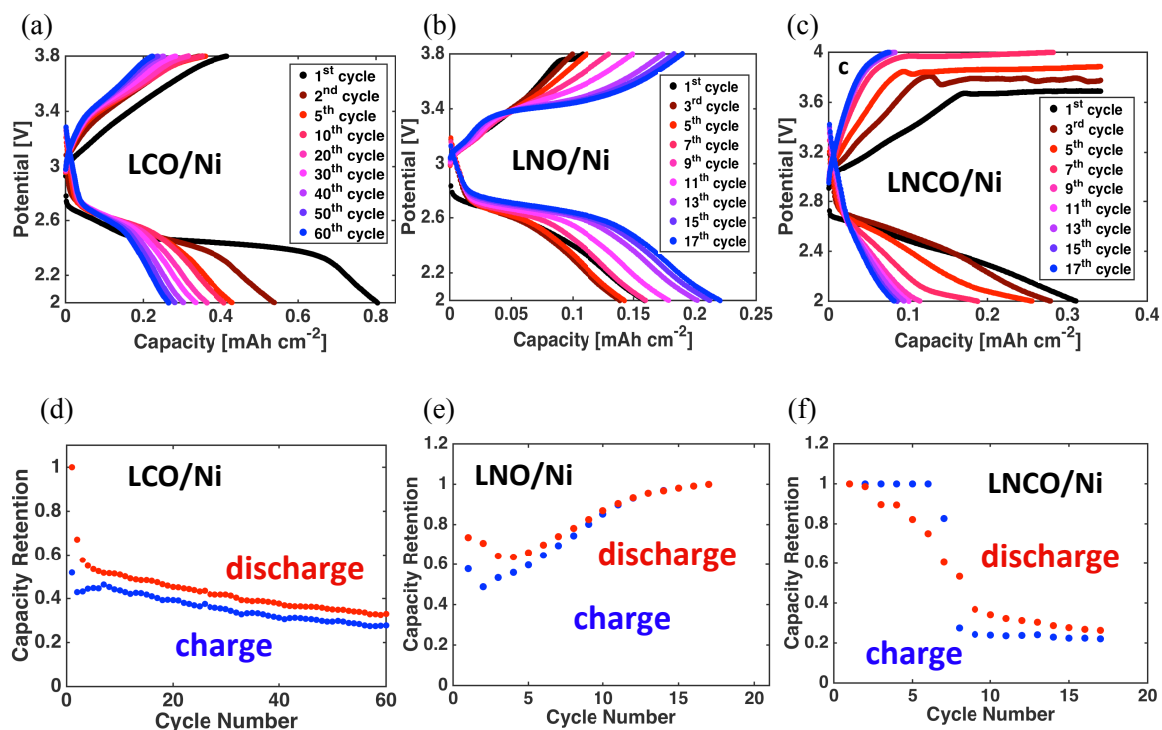 (a)
3.8
3.4
3
2.6
2.2
2
Potential [V]
LCO/Ni
1st cycle
2nd cycle
5th cycle
10th cycle
20th cycle
30th cycle
40th cycle
50th cycle
60th cycle
0 0.2 0.4 0.6 0.8
Capacity [mAh cm-2]
(b)
3.8
3.4
3
2.6
2.2
2
Potential [V]
LNO/Ni
1st cycle
3rd cycle
5th cycle
7th cycle
9th cycle
11th cycle
13th cycle
15th cycle
17th cycle
0 0.05 0.1 0.15 0.2 0.25
Capacity [mAh cm-2]
(c)
c
4
3.6
3.2
2.8
2.4
2
Potential [V]
LNCO/Ni
1st cycle
3rd cycle
5th cycle
7th cycle
9th cycle
11th cycle
13th cycle
15th cycle
17th cycle
0 0.1 0.2 0.3 0.4
Capacity [mAh cm-2]
(d)
LCO/Ni
1
0.8
0.6
0.4
0.2
0
Capacity Retention
discharge
charge
0 20 40 60
Cycle Number
(e)
LNO/Ni
1.2
1
0.8
0.6
0.4
0.2
0
Capacity Retention
discharge
charge
0 5 10 15 20
Cycle Number
(f)
LNCO/Ni
1.2
1
0.8
0.6
0.4
0.2
0
Capacity Retention
discharge
charge
0 5 10 15 20
Cycle Number